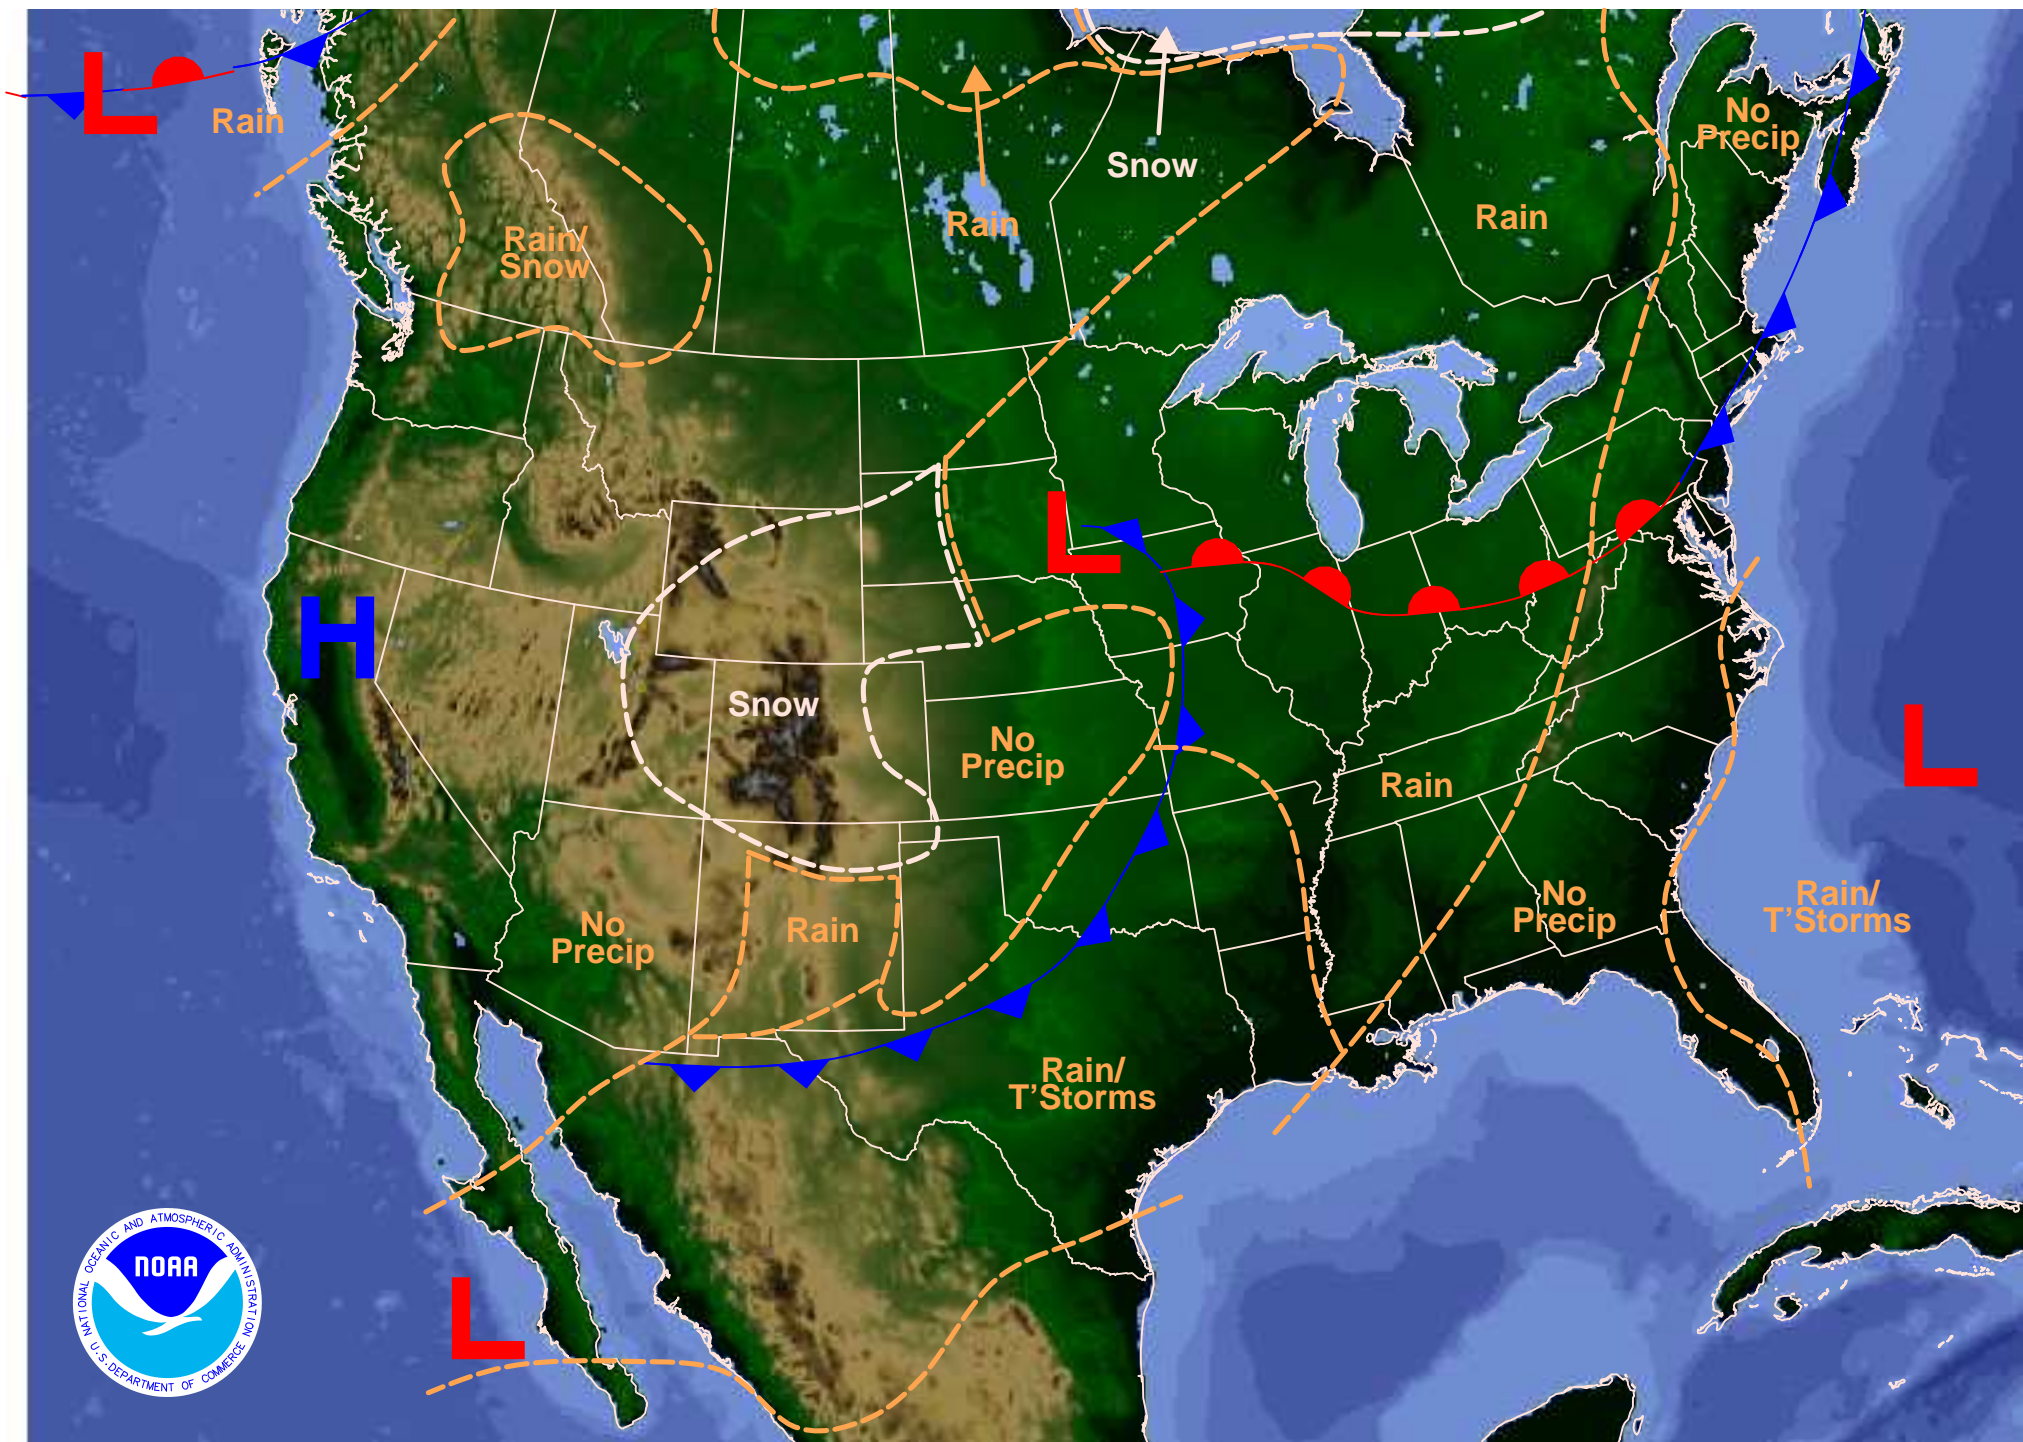 L
Rain
Rain/
Snow
Rain
Snow
Rain
No
Precip
H
L
Snow
No
Precip
Rain
L
No
Precip
Rain
No
Precip
Rain/
T'Storms
Rain/
T'Storms
L
NATIONAL OCEANIC AND ATMOSPHERIC ADMINISTRATION
NOAA
U.S. DEPARTMENT OF COMMERCE